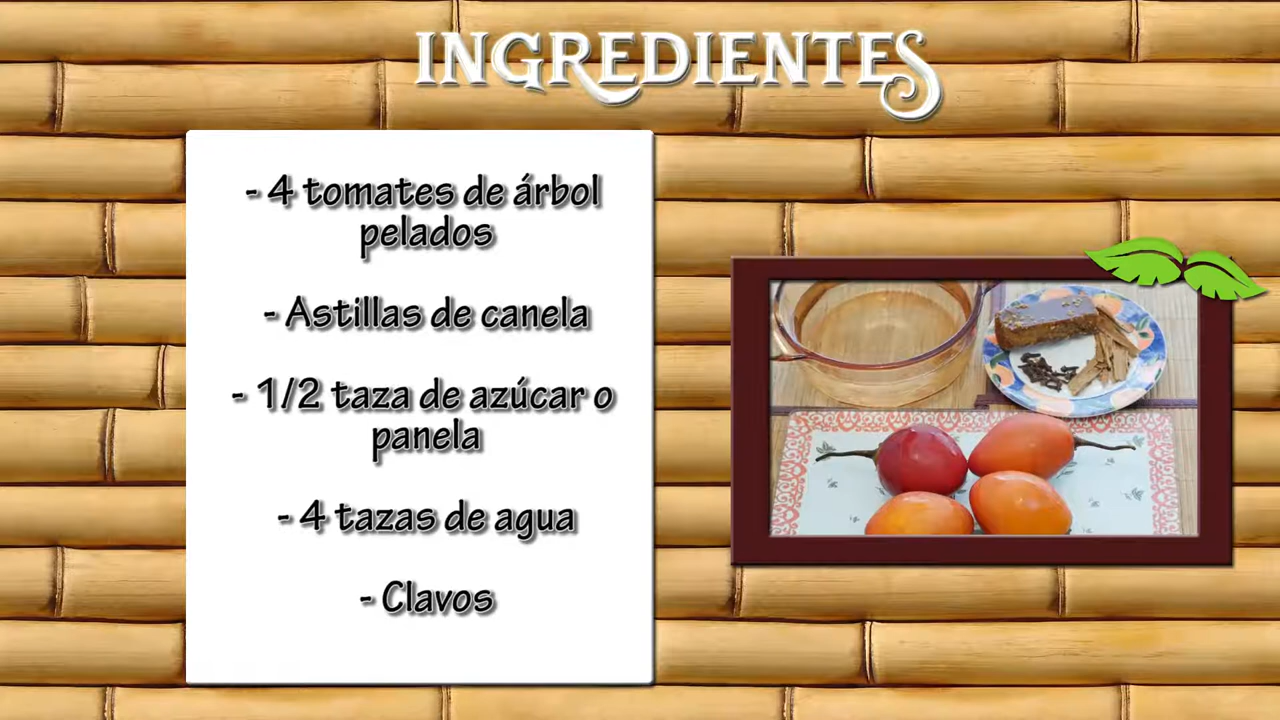 INGREDIENTES
- 4 tomates de árbol
pelados
- Astillas de canela
- 1/2 taza de azúcar o
panela
- 4 tazas de agua
- Clavos